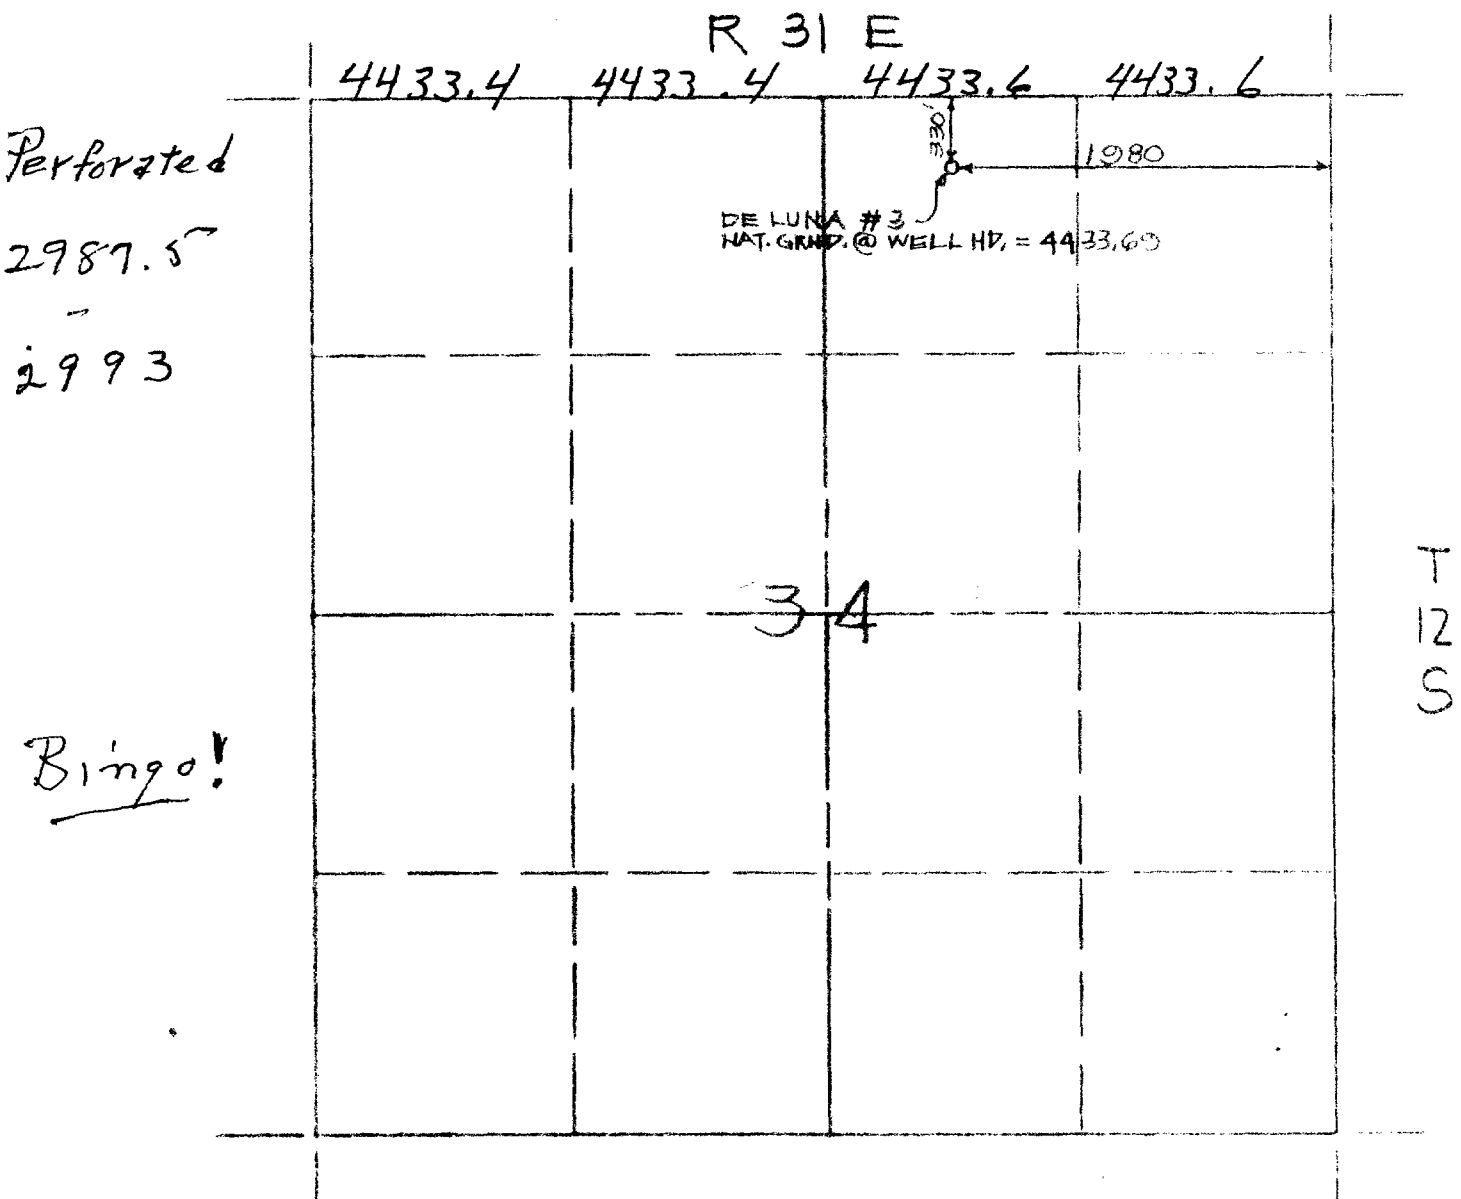 R 31 E
4433.4 4433.4 4433.6 4433.6
330'
1980
DE LUNA #3
NAT. GRND. @ WELL HD. = 4433.69
Perforated
2987.5
-
2993
34
T
12
S
Bingo!